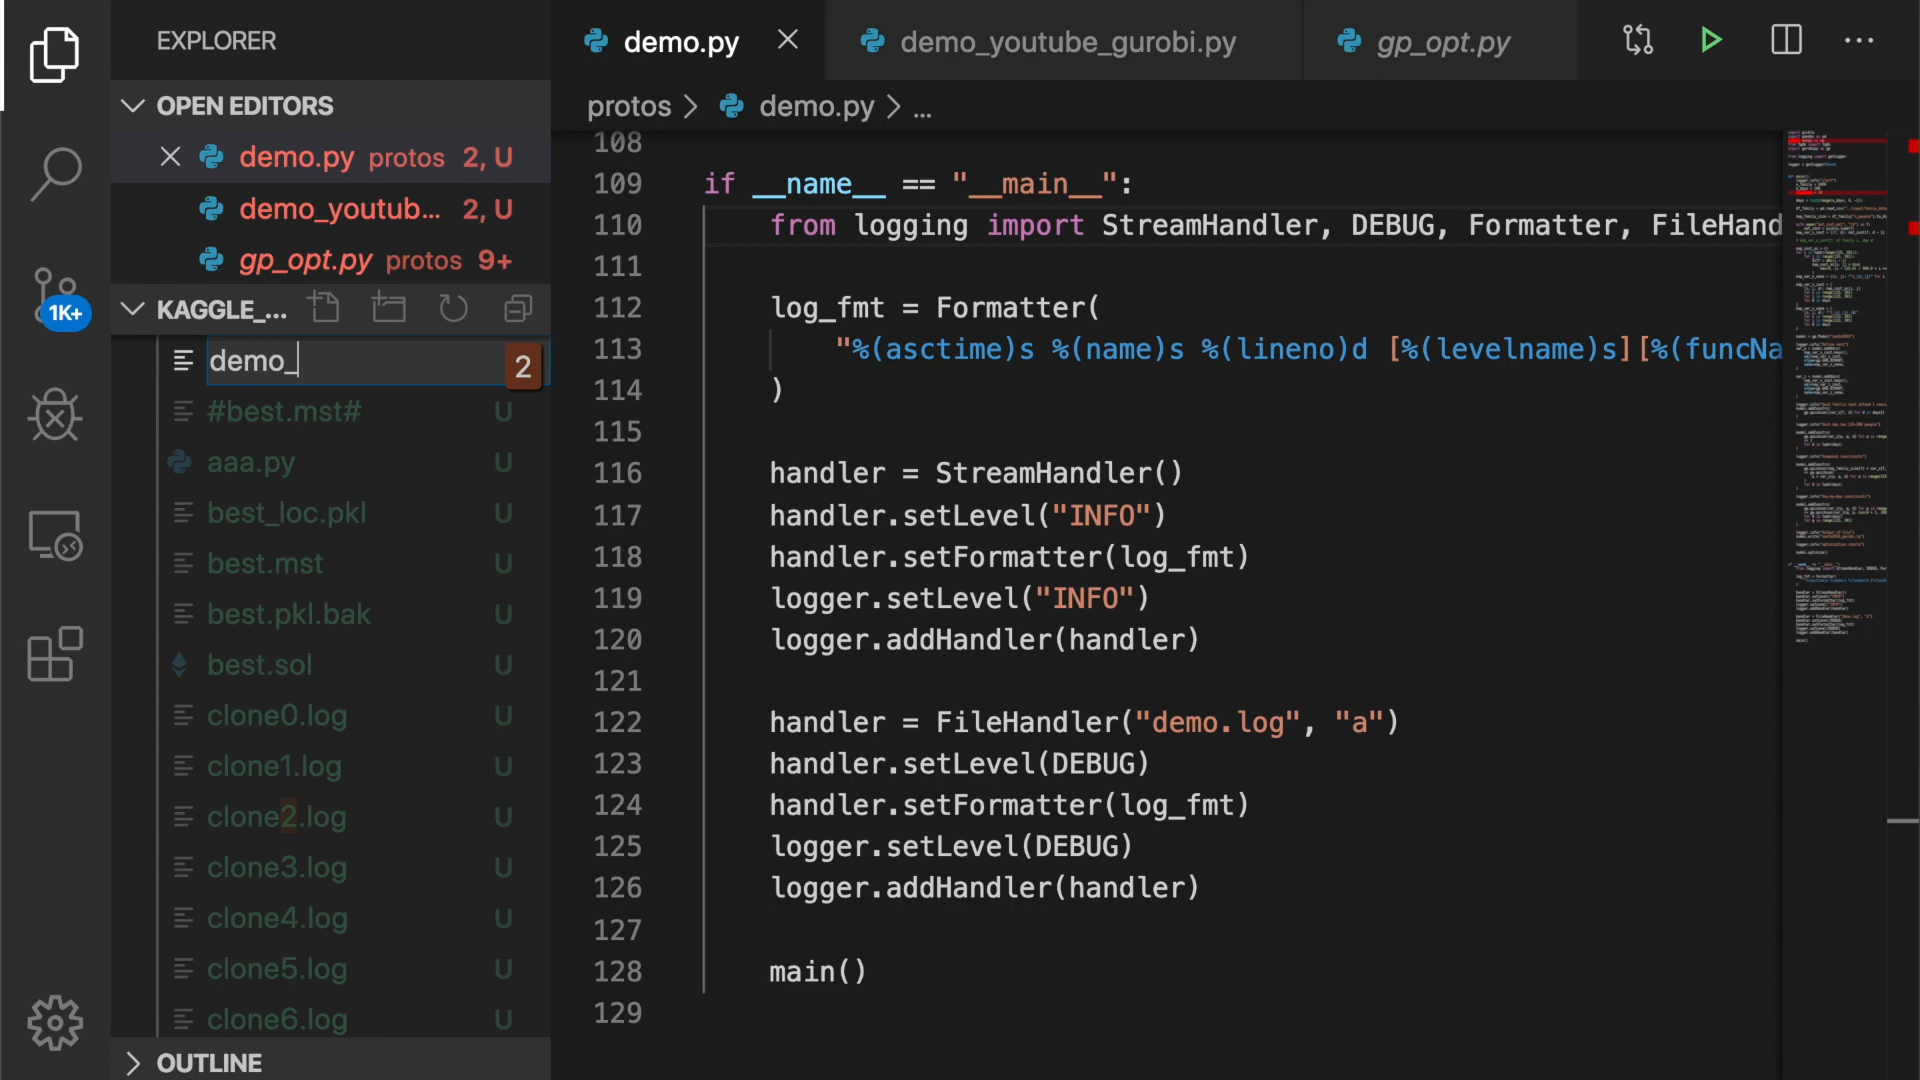 EXPLORER
OPEN EDITORS
demo.py protos 2, U
demo_youtub... 2, U
gp_opt.py protos 9+
1K+
KAGGLE_...
demo_
2
#best.mst# U
aaa.py U
best_loc.pkl U
best.mst U
best.pkl.bak U
best.sol U
clone0.log U
clone1.log U
clone2.log U
clone3.log U
clone4.log U
clone5.log U
clone6.log U
OUTLINE
demo.py
demo_youtube_gurobi.py
gp_opt.py
protos > demo.py > ...
108
109 if __name__ == "__main__":
110 from logging import StreamHandler, DEBUG, Formatter, FileHand
111
112 log_fmt = Formatter(
113 "%(asctime)s %(name)s %(lineno)d [%(levelname)s][%(funcNa
114 )
115
116 handler = StreamHandler()
117 handler.setLevel("INFO")
118 handler.setFormatter(log_fmt)
119 logger.setLevel("INFO")
120 logger.addHandler(handler)
121
122 handler = FileHandler("demo.log", "a")
123 handler.setLevel(DEBUG)
124 handler.setFormatter(log_fmt)
125 logger.setLevel(DEBUG)
126 logger.addHandler(handler)
127
128 main()
129